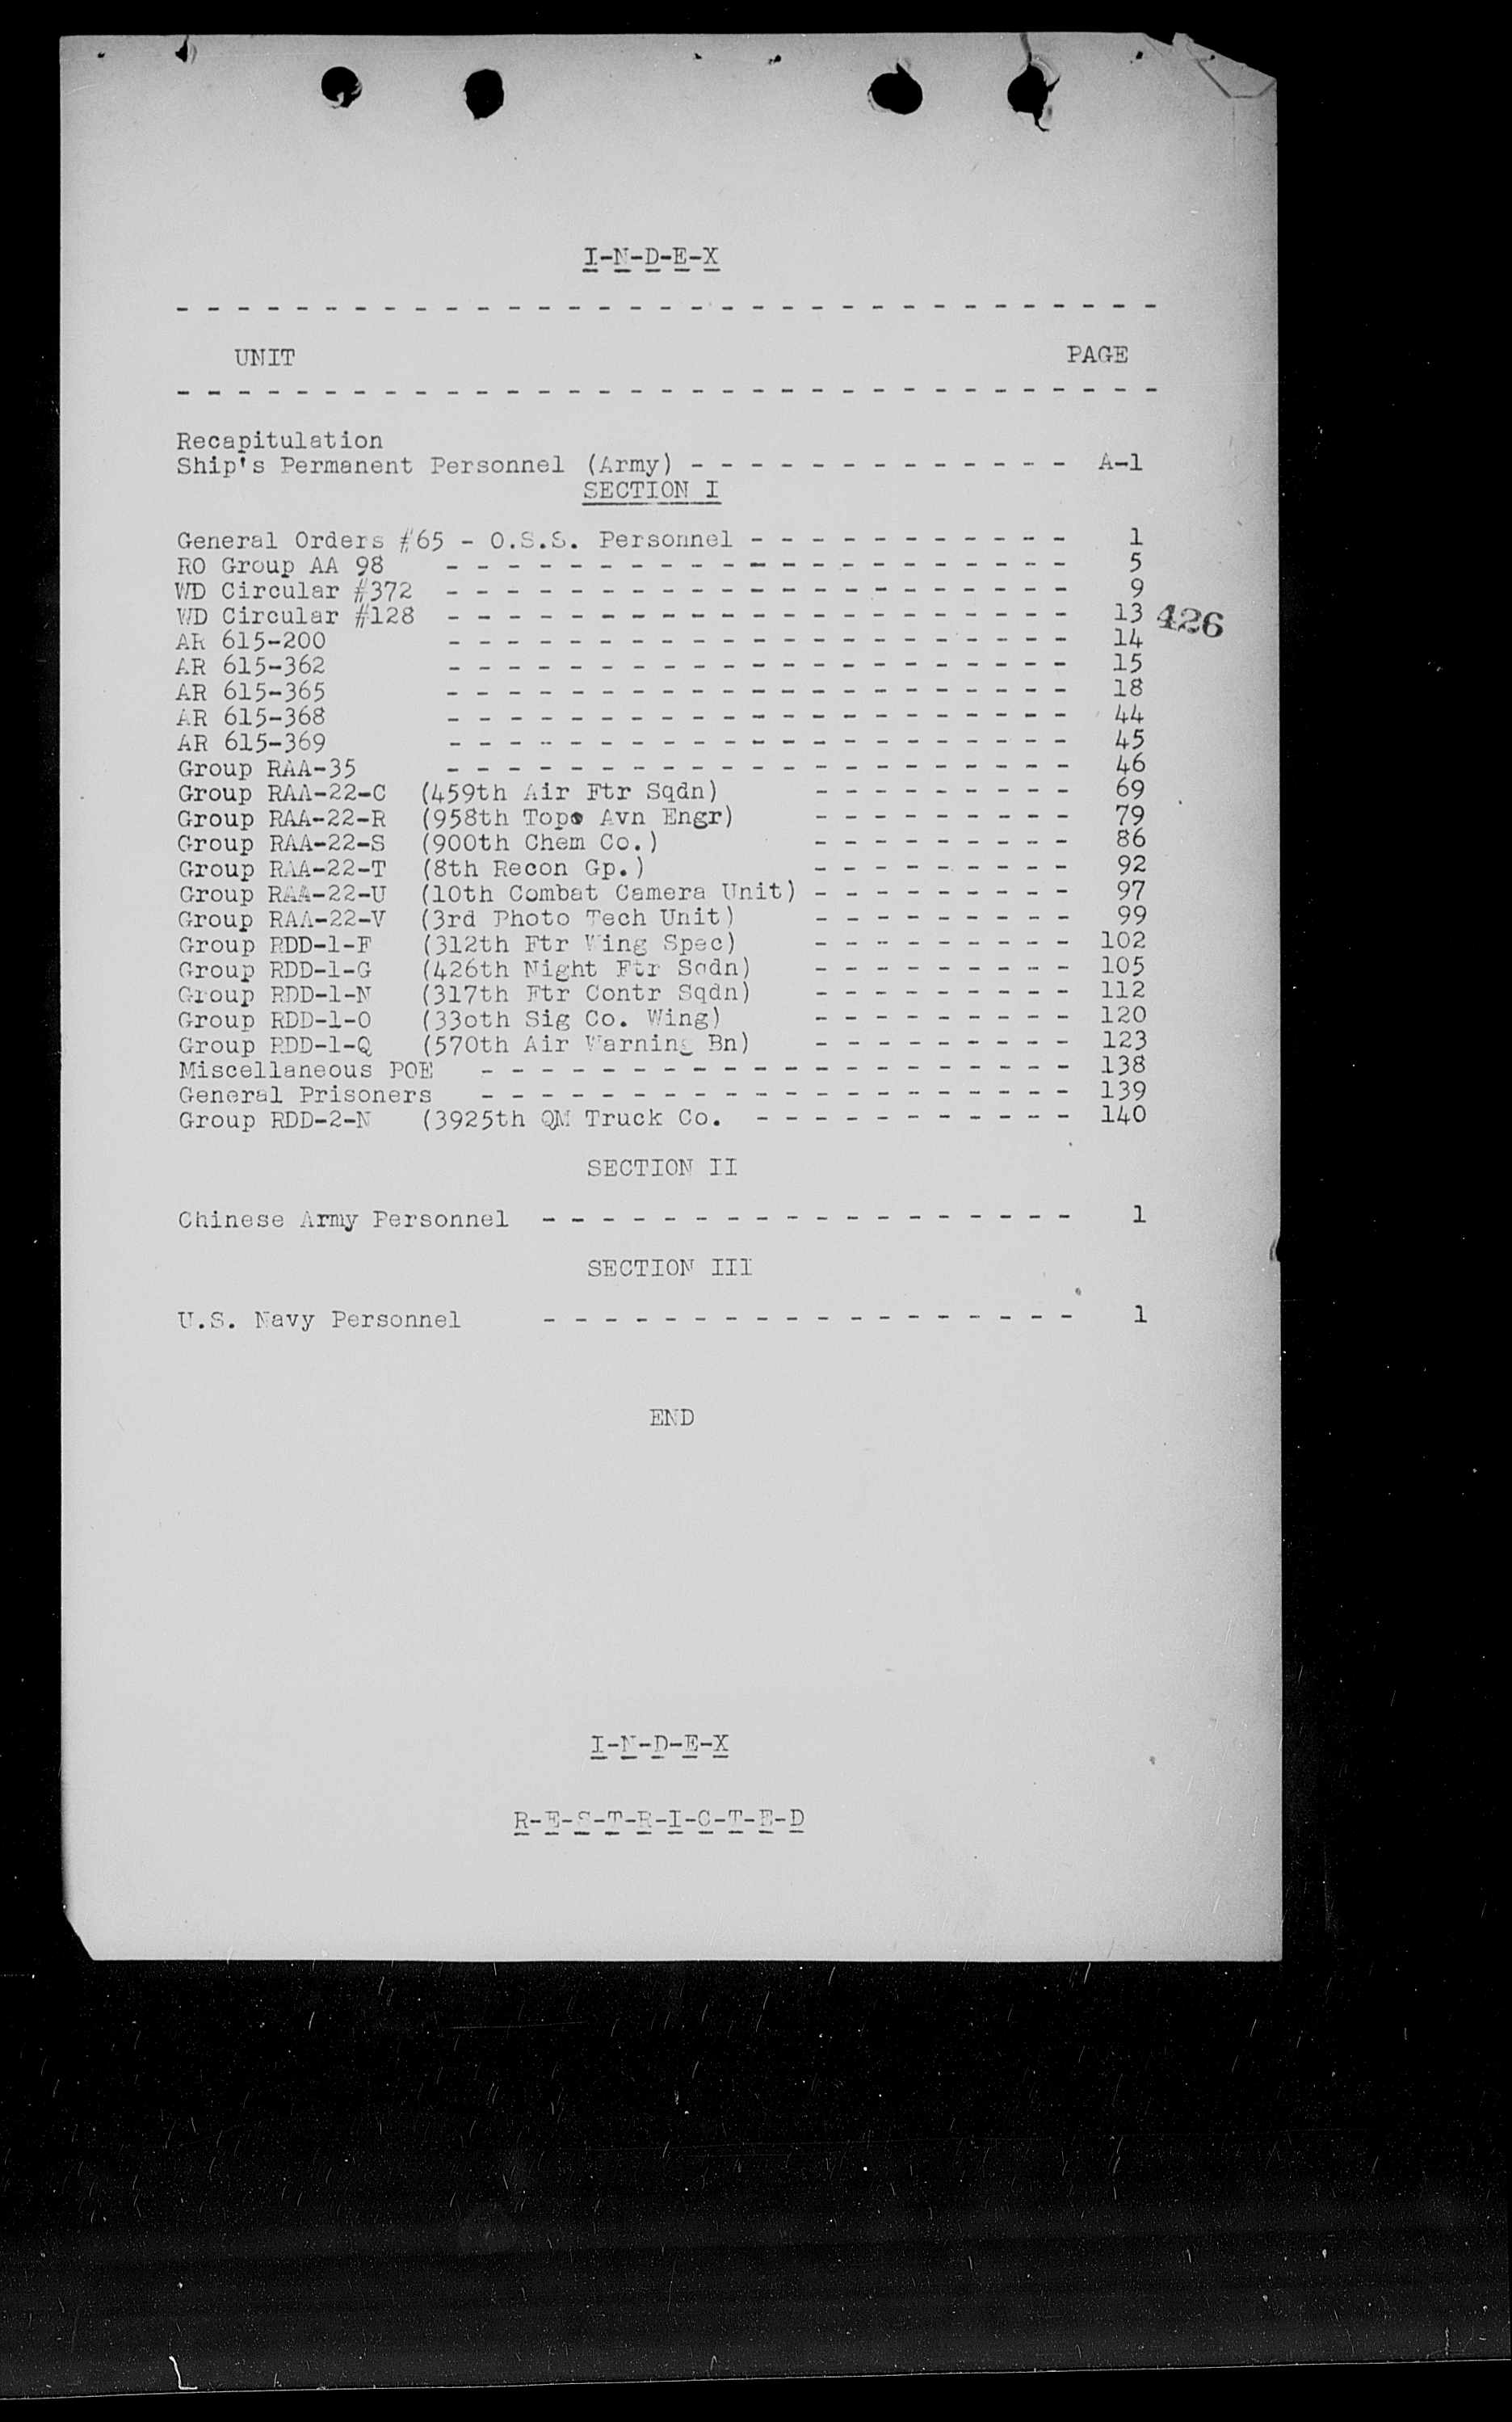 I-N-D-E-X
- - - - - - - - - - - - - - - - - - - - - - - - - - - - - - - - -
UNIT PAGE
- - - - - - - - - - - - - - - - - - - - - - - - - - - - - - - - -
Recapitulation
Ship's Permanent Personnel (Army) - - - - - - - - - - - - - A-1
SECTION I
General Orders #65 - O.S.S. Personnel - - - - - - - - - - - 1
RO Group AA 98 - - - - - - - - - - - - - - - - - - - - - 5
WD Circular #372 - - - - - - - - - - - - - - - - - - - - - 9
WD Circular #128 - - - - - - - - - - - - - - - - - - - - - 13 426
AR 615-200 - - - - - - - - - - - - - - - - - - - - - 14
AR 615-362 - - - - - - - - - - - - - - - - - - - - - 15
AR 615-365 - - - - - - - - - - - - - - - - - - - - - 18
AR 615-368 - - - - - - - - - - - - - - - - - - - - - 44
AR 615-369 - - - - - - - - - - - - - - - - - - - - - 45
Group RAA-35 - - - - - - - - - - - - - - - - - - - - - 46
Group RAA-22-C (459th Air Ftr Sqdn) - - - - - - - - - 69
Group RAA-22-R (958th Topo Avn Engr) - - - - - - - - - 79
Group RAA-22-S (900th Chem Co.) - - - - - - - - - 86
Group RAA-22-T (8th Recon Gp.) - - - - - - - - - 92
Group RAA-22-U (10th Combat Camera Unit) - - - - - - - - - 97
Group RAA-22-V (3rd Photo Tech Unit) - - - - - - - - - 99
Group RDD-1-F (312th Ftr Wing Spec) - - - - - - - - - 102
Group RDD-1-G (426th Night Ftr Sqdn) - - - - - - - - - 105
Group RDD-1-N (317th Ftr Contr Sqdn) - - - - - - - - - 112
Group RDD-1-O (33oth Sig Co. Wing) - - - - - - - - - 120
Group RDD-1-Q (570th Air Warning Bn) - - - - - - - - - 123
Miscellaneous POE - - - - - - - - - - - - - - - - - - - - 138
General Prisoners - - - - - - - - - - - - - - - - - - - - 139
Group RDD-2-N (3925th QM Truck Co. - - - - - - - - - - - 140
SECTION II
Chinese Army Personnel - - - - - - - - - - - - - - - - - - 1
SECTION III
U.S. Navy Personnel - - - - - - - - - - - - - - - - - - 1
END
I-N-D-E-X
R-E-S-T-R-I-C-T-E-D